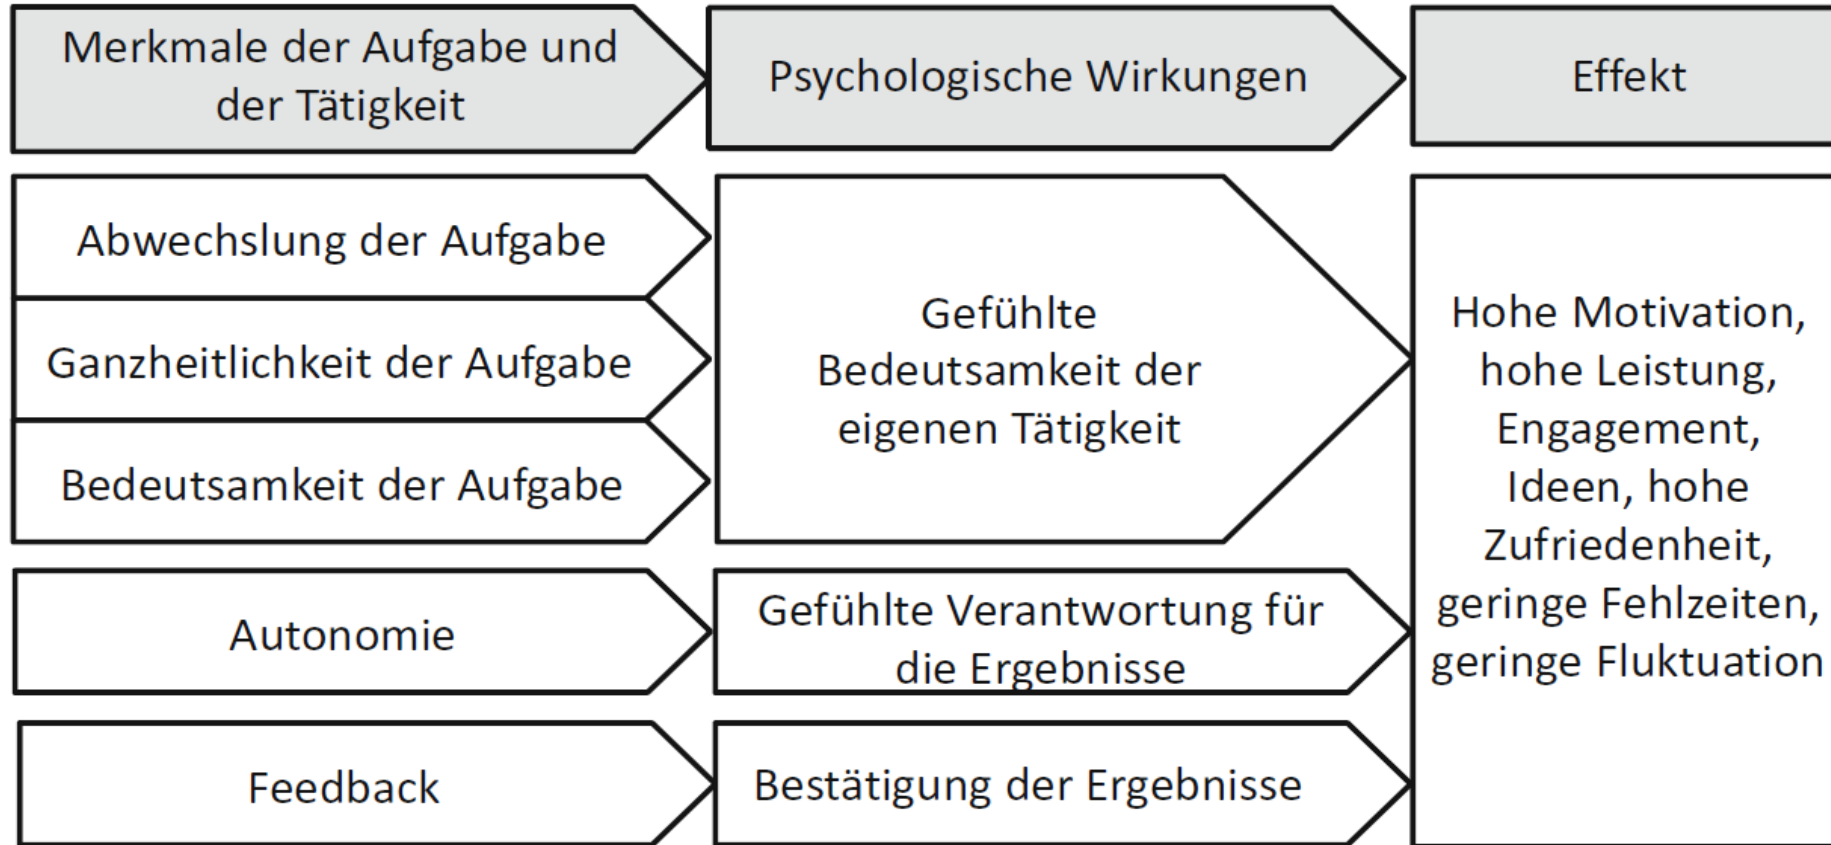 Merkmale der Aufgabe und
der Tätigkeit
Psychologische Wirkungen
Effekt
Abwechslung der Aufgabe
Ganzheitlichkeit der Aufgabe
Bedeutsamkeit der Aufgabe
Gefühlte
Bedeutsamkeit der
eigenen Tätigkeit
Autonomie
Gefühlte Verantwortung für
die Ergebnisse
Feedback
Bestätigung der Ergebnisse
Hohe Motivation,
hohe Leistung,
Engagement,
Ideen, hohe
Zufriedenheit,
geringe Fehlzeiten,
geringe Fluktuation